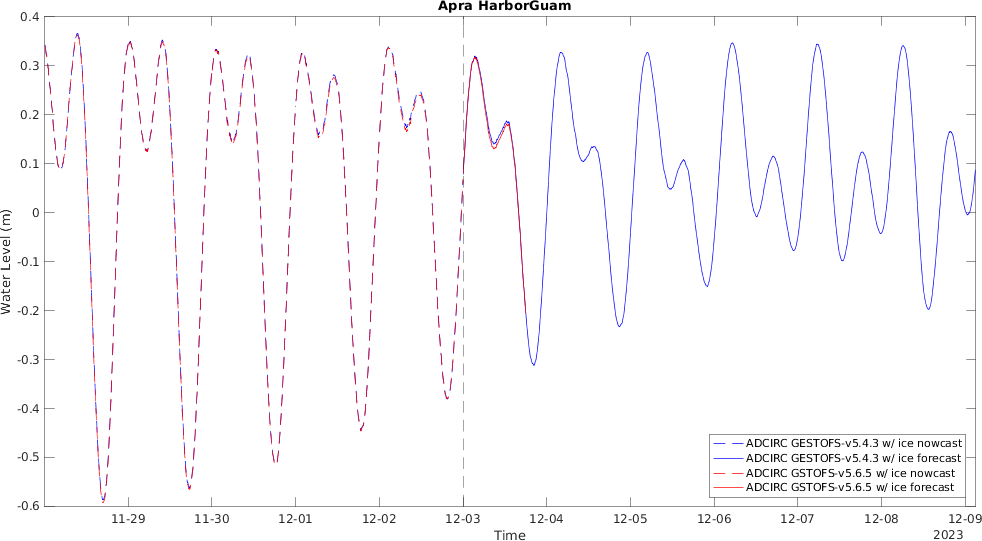 Apra HarborGuam
0.4
0.3
0.2
0.1
0
-0.1
-0.2
-0.3
-0.4
-0.5
-0.6
Water Level (m)
11-29 11-30 12-01 12-02 12-03 12-04 12-05 12-06 12-07 12-08 12-09
2023
Time
ADCIRC GESTOFS-v5.4.3 w/ ice nowcast
ADCIRC GESTOFS-v5.4.3 w/ ice forecast
ADCIRC GSTOFS-v5.6.5 w/ ice nowcast
ADCIRC GSTOFS-v5.6.5 w/ ice forecast